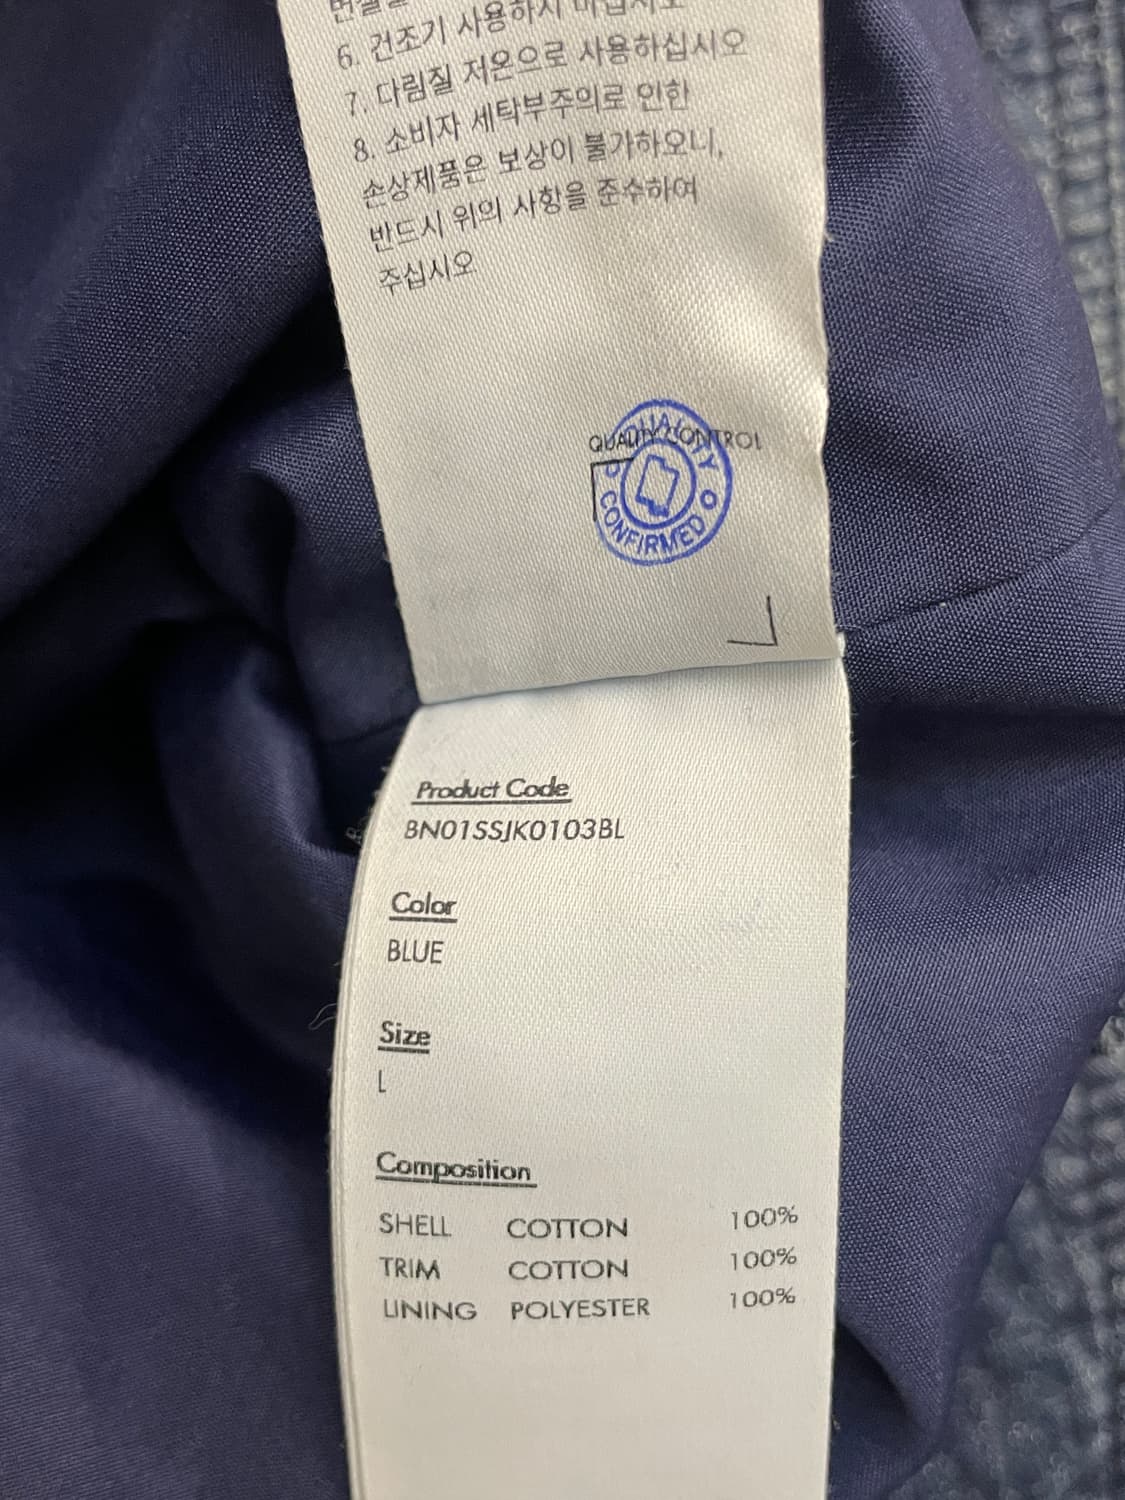 6. 건조기 사용하지 마십시오
7. 다림질 저온으로 사용하십시오
8. 소비자 세탁부주의로 인한
손상제품은 보상이 불가하오니,
반드시 위의 사항을 준수하여
주십시오
QUALITY CONTROL
QUALITY
CONFIRMED
Product Code
BN01SSJK0103BL
Color
BLUE
Size
L
Composition
SHELL COTTON 100%
TRIM COTTON 100%
LINING POLYESTER 100%